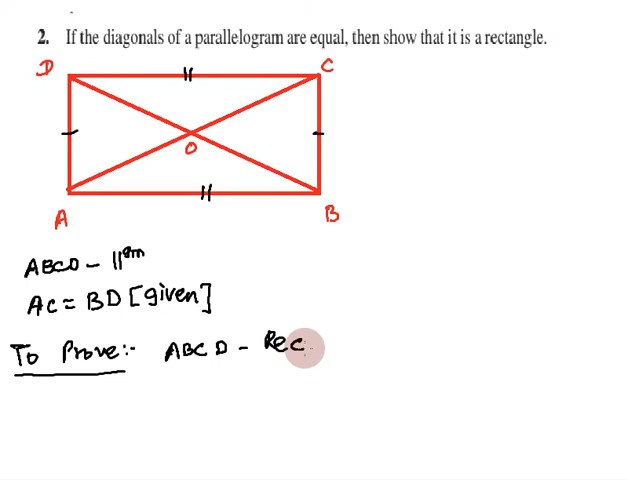 2. If the diagonals of a parallelogram are equal, then show that it is a rectangle.
D
C
O
A
B
ABCD - ||gm
AC = BD [given]
To Prove:- ABCD - Rec